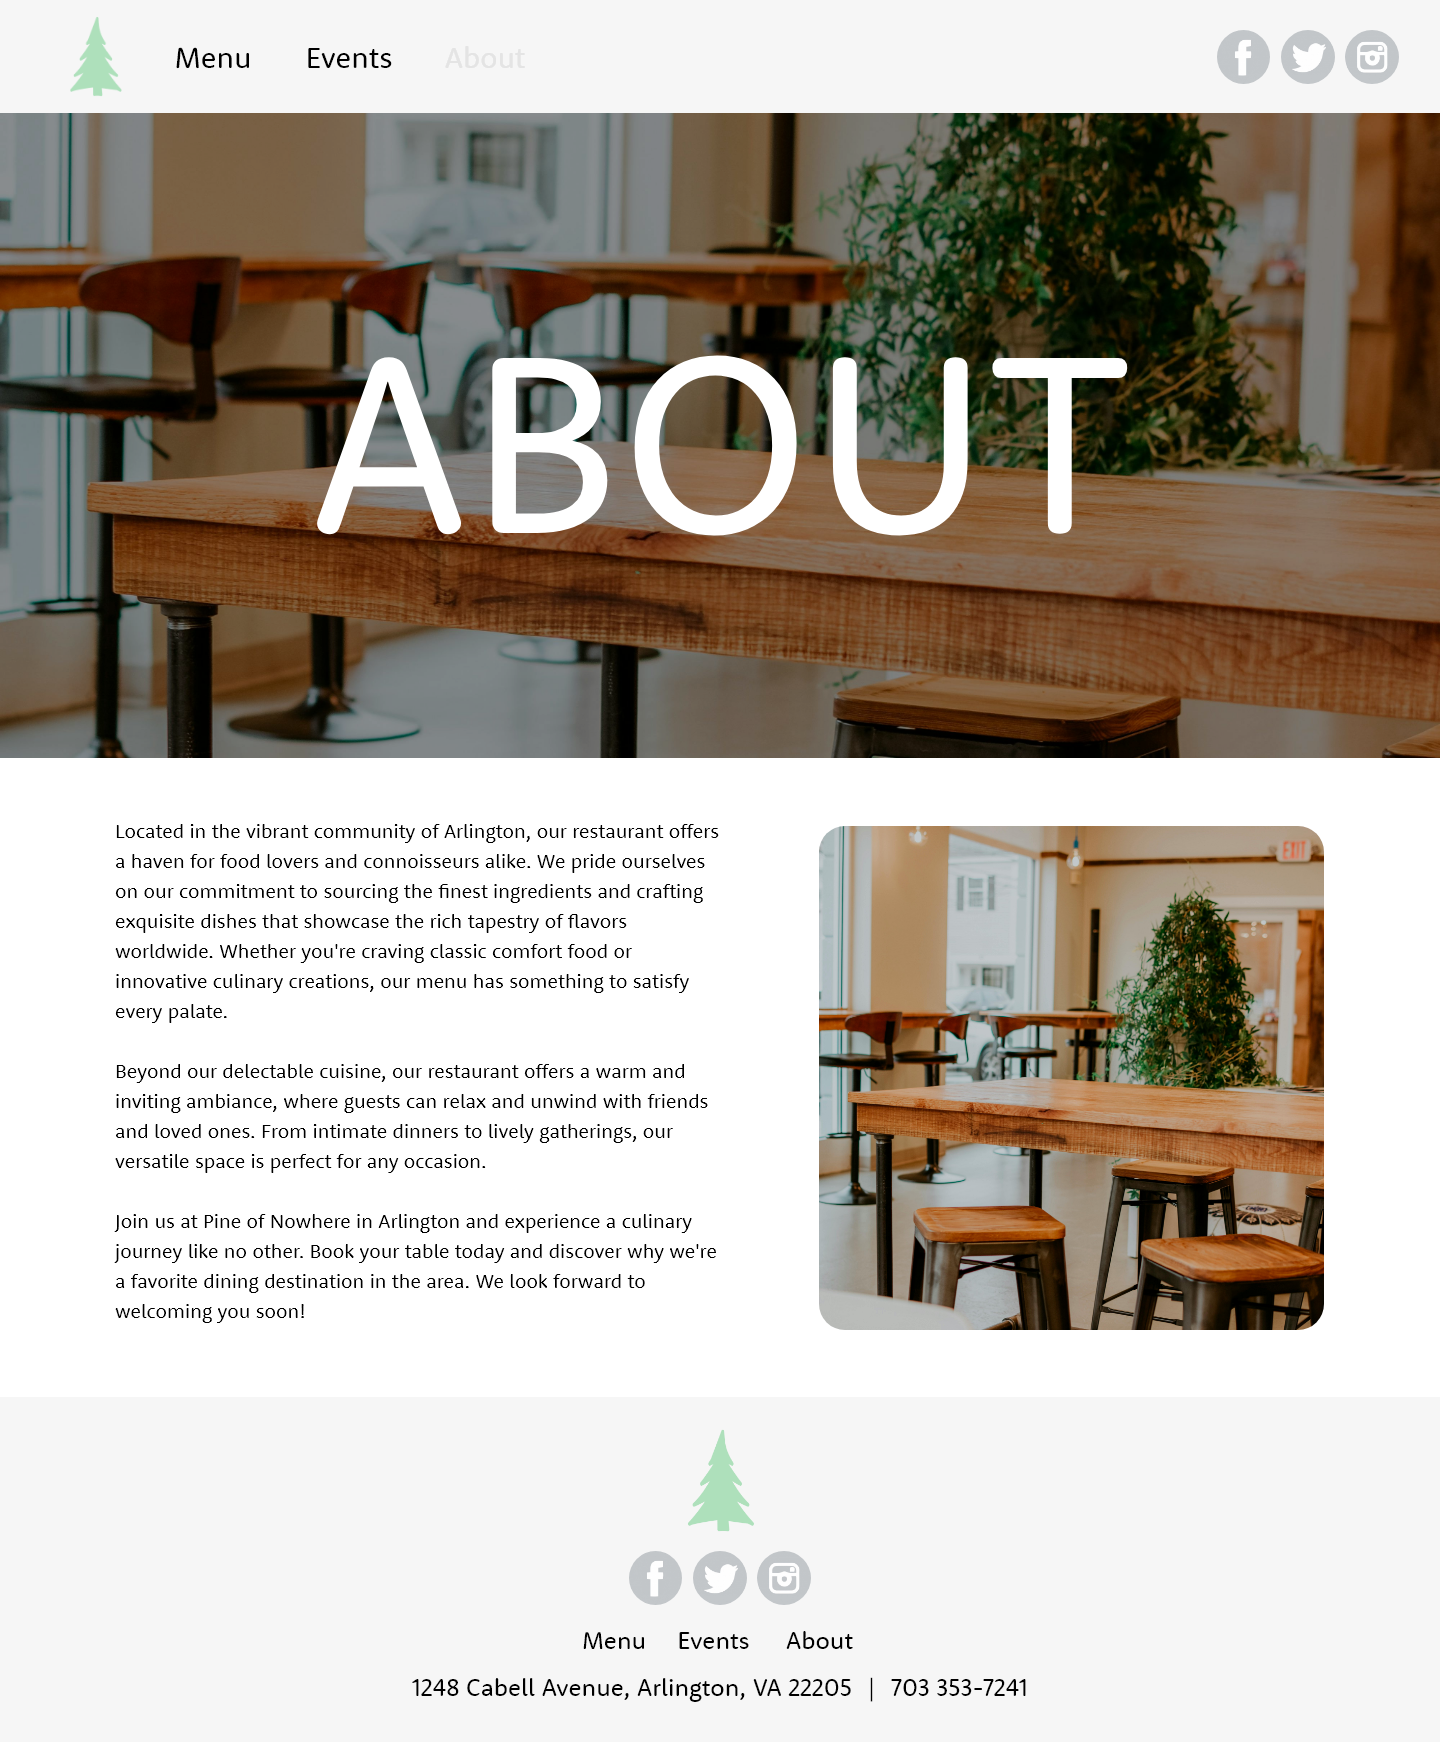 Menu Events About
ABOUT
Located in the vibrant community of Arlington, our restaurant offers
a haven for food lovers and connoisseurs alike. We pride ourselves
on our commitment to sourcing the finest ingredients and crafting
exquisite dishes that showcase the rich tapestry of flavors
worldwide. Whether you're craving classic comfort food or
innovative culinary creations, our menu has something to satisfy
every palate.
Beyond our delectable cuisine, our restaurant offers a warm and
inviting ambiance, where guests can relax and unwind with friends
and loved ones. From intimate dinners to lively gatherings, our
versatile space is perfect for any occasion.
Join us at Pine of Nowhere in Arlington and experience a culinary
journey like no other. Book your table today and discover why we're
a favorite dining destination in the area. We look forward to
welcoming you soon!
EXIT
Menu Events About
1248 Cabell Avenue, Arlington, VA 22205 | 703 353-7241